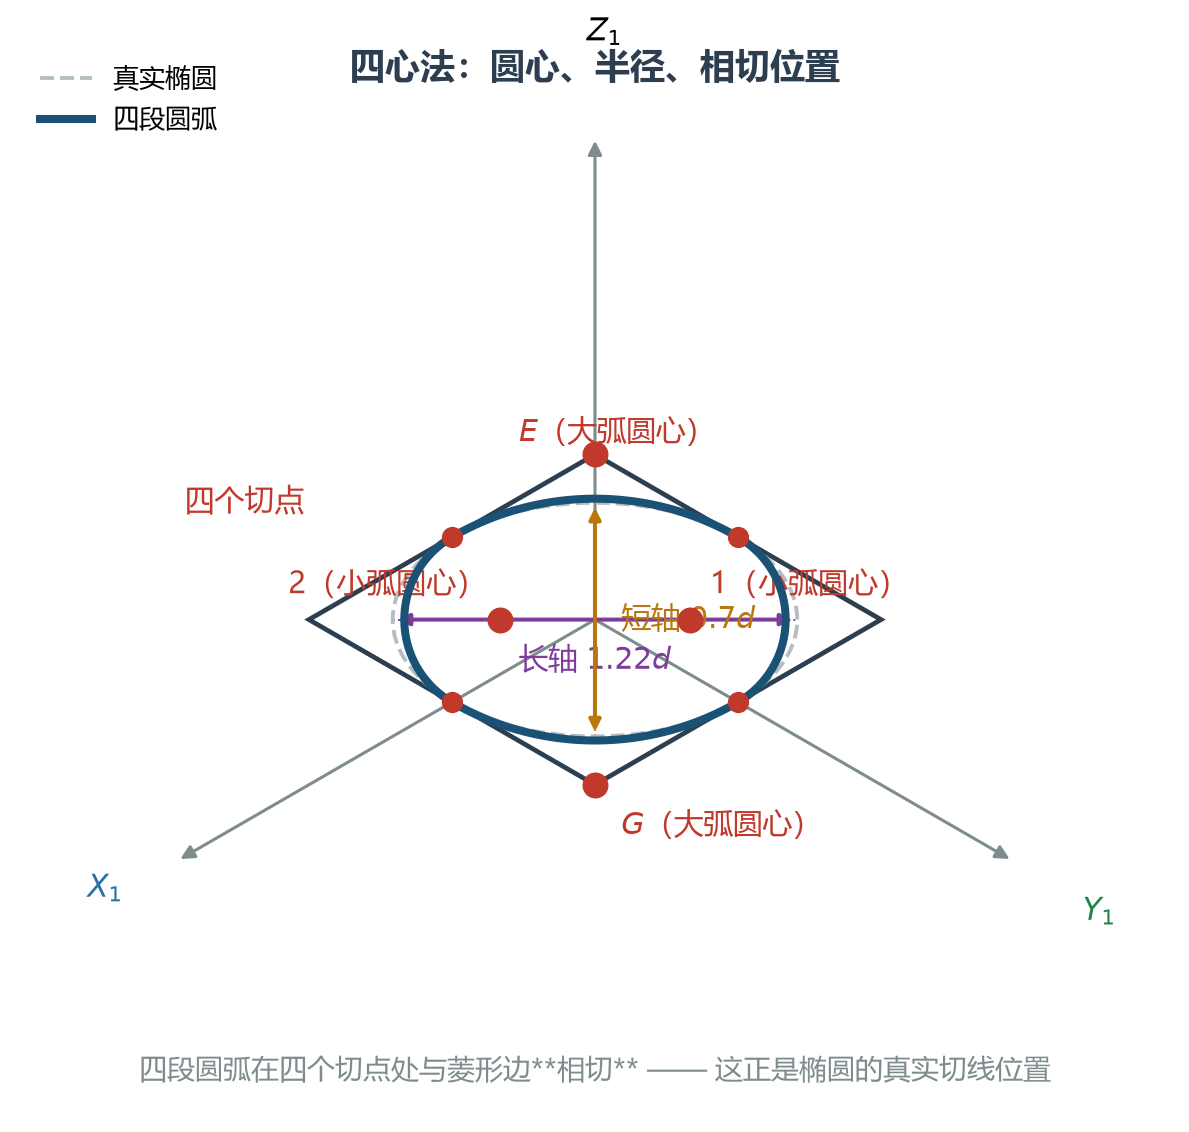 Z₁
四心法：圆心、半径、相切位置
真实椭圆
四段圆弧
E（大弧圆心）
四个切点
2（小弧圆心）
1（小弧圆心）
短轴 0.7d
长轴 1.22d
G（大弧圆心）
X₁
Y₁
四段圆弧在四个切点处与菱形边**相切** —— 这正是椭圆的真实切线位置